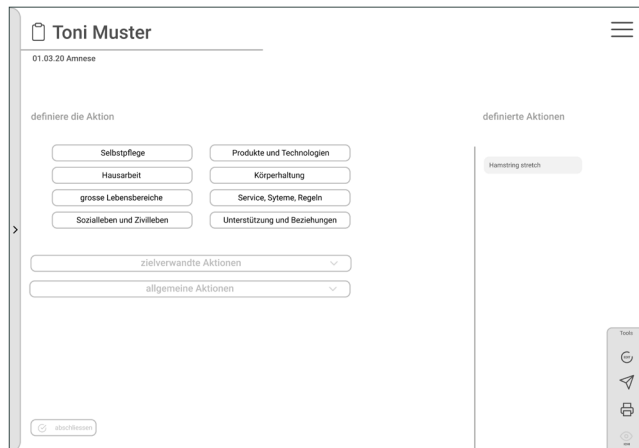 Toni Muster
01.03.20 Amnese
definiere die Aktion
definierte Aktionen
Selbstpflege
Produkte und Technologien
Hausarbeit
Körperhaltung
grosse Lebensbereiche
Service, Syteme, Regeln
Sozialleben und Zivilleben
Unterstützung und Beziehungen
Hamstring stretch
zielverwandte Aktionen
allgemeine Aktionen
abschliessen
Tools